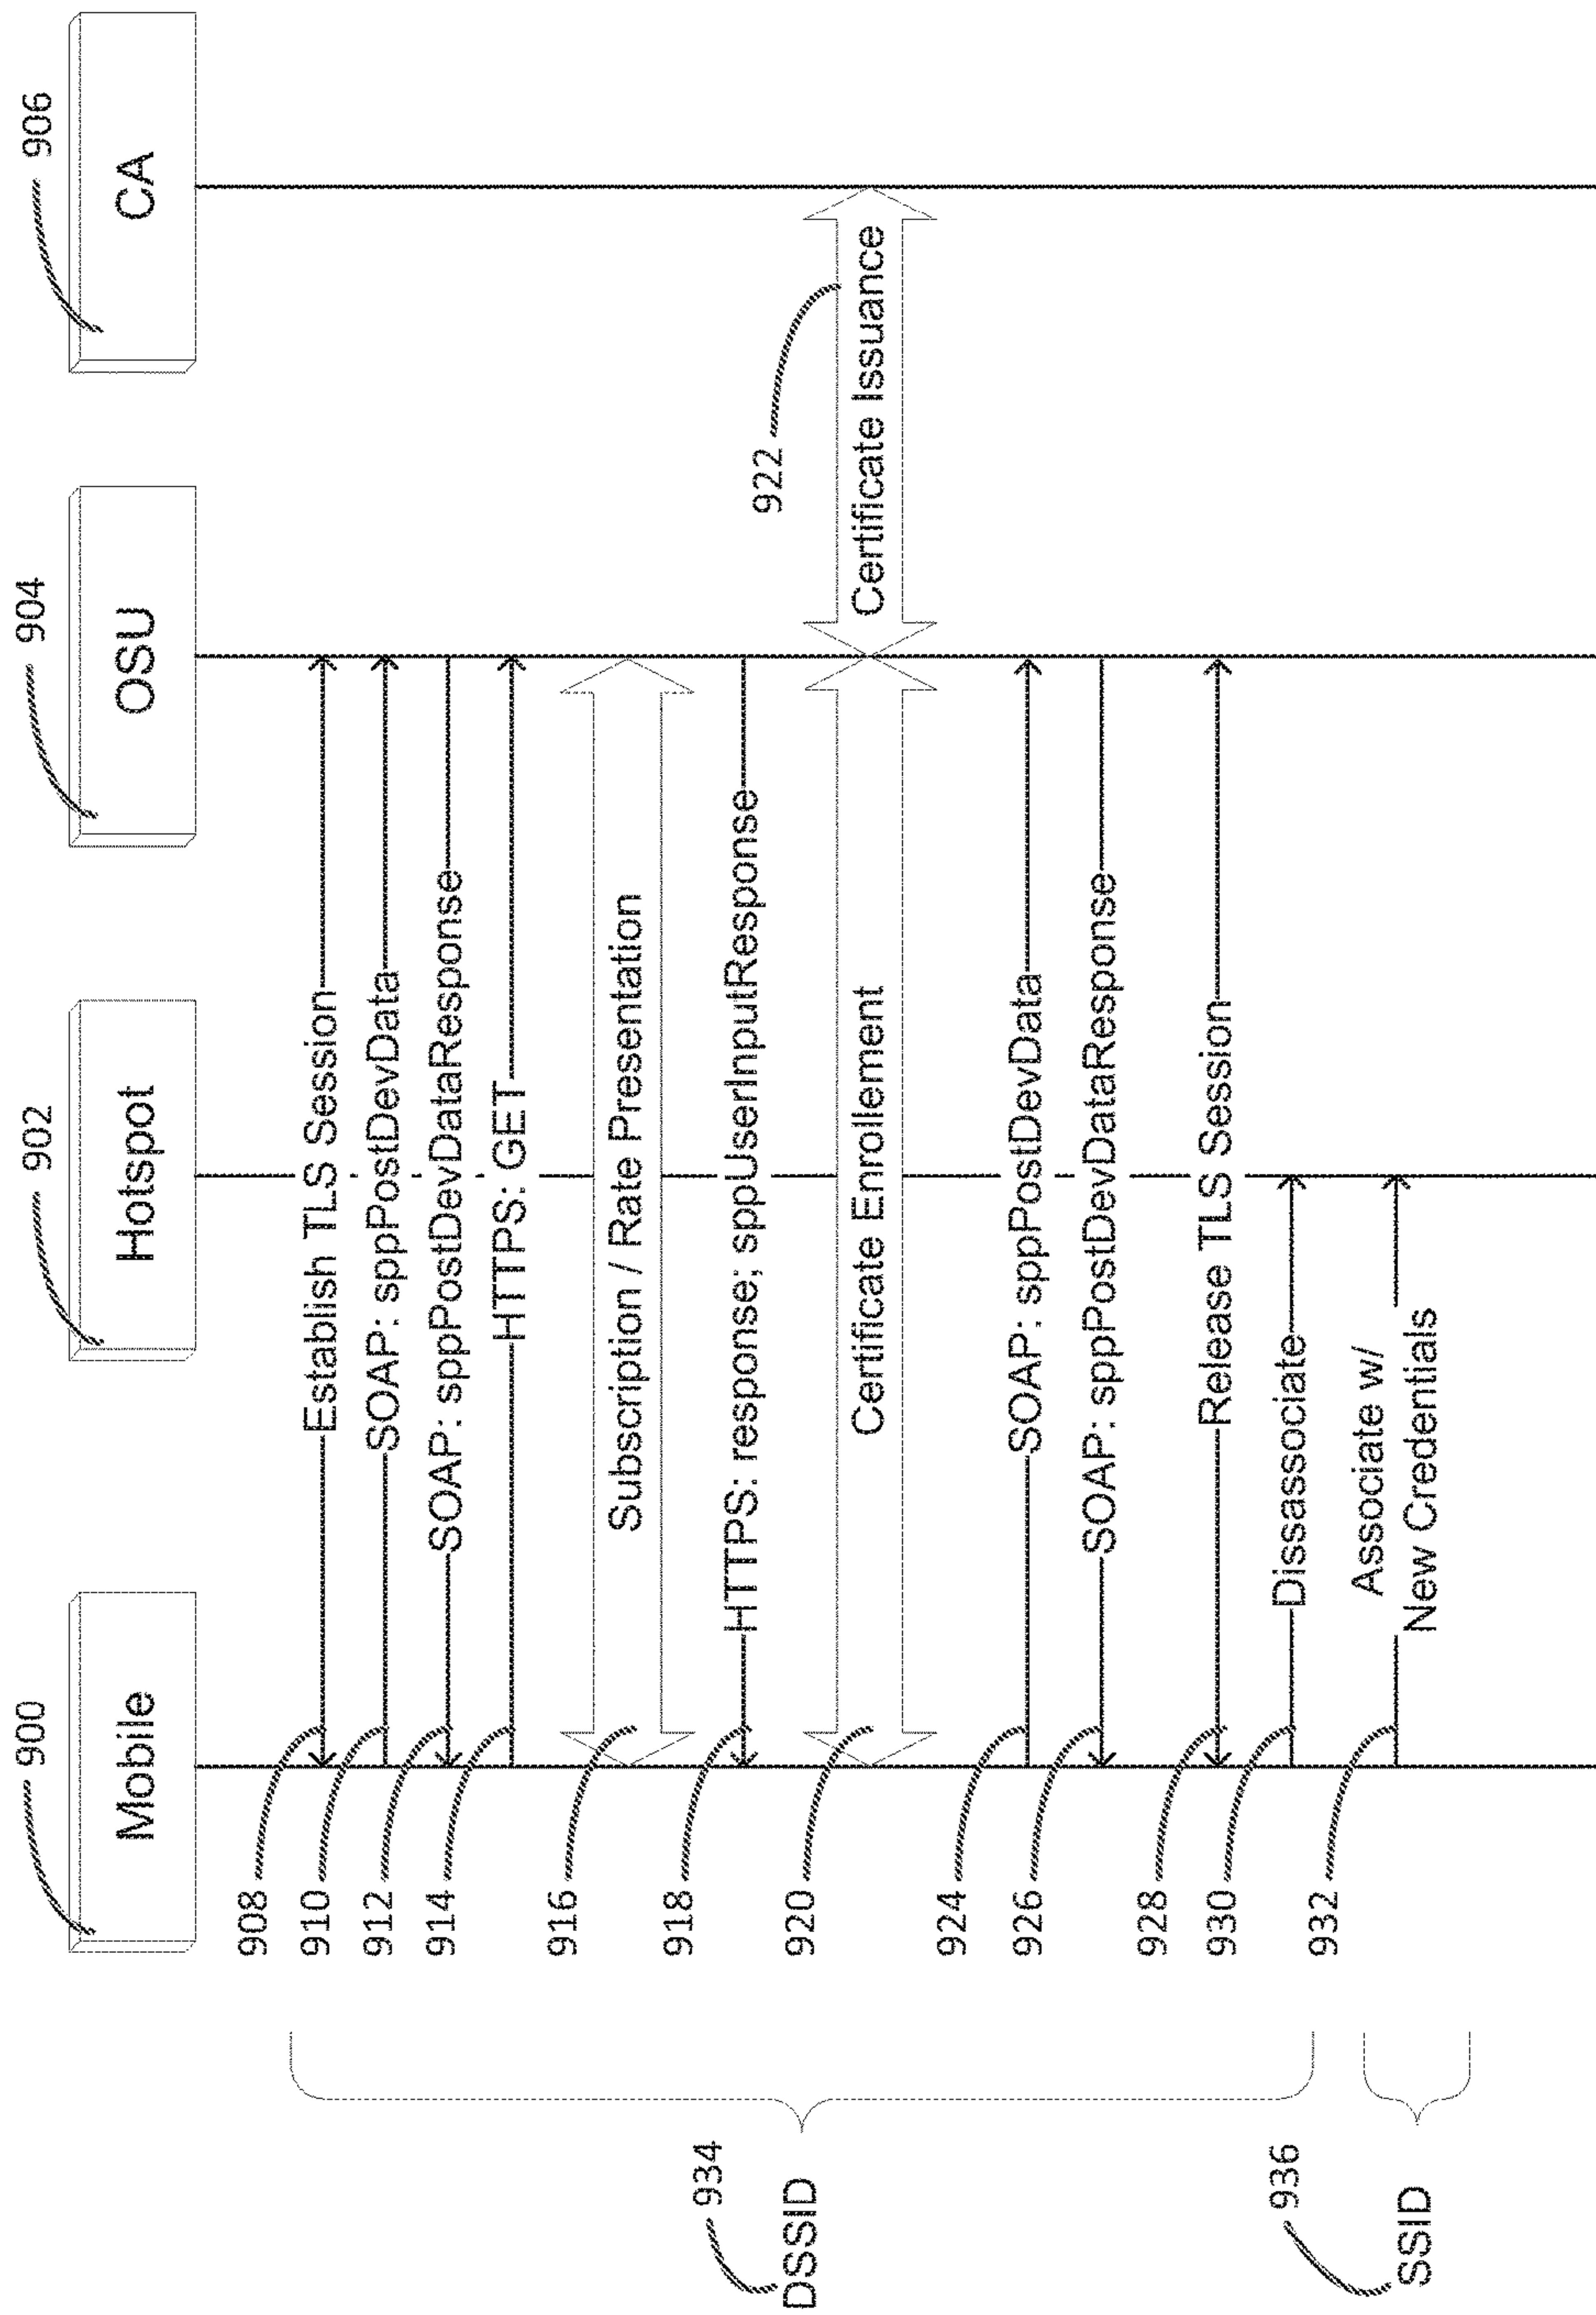 900
902
904
906
Mobile
Hotspot
OSU
CA
908
Establish TLS Session
910
SOAP: sppPostDevData
912
SOAP: sppPostDevDataResponse
914
HTTPS: GET
916
Subscription / Rate Presentation
918
HTTPS: response; sppUserInputResponse
920
Certificate Enrollement
922
Certificate Issuance
924
SOAP: sppPostDevData
926
SOAP: sppPostDevDataResponse
928
Release TLS Session
930
Dissassociate
932
Associate w/
New Credentials
934
DSSID
936
SSID